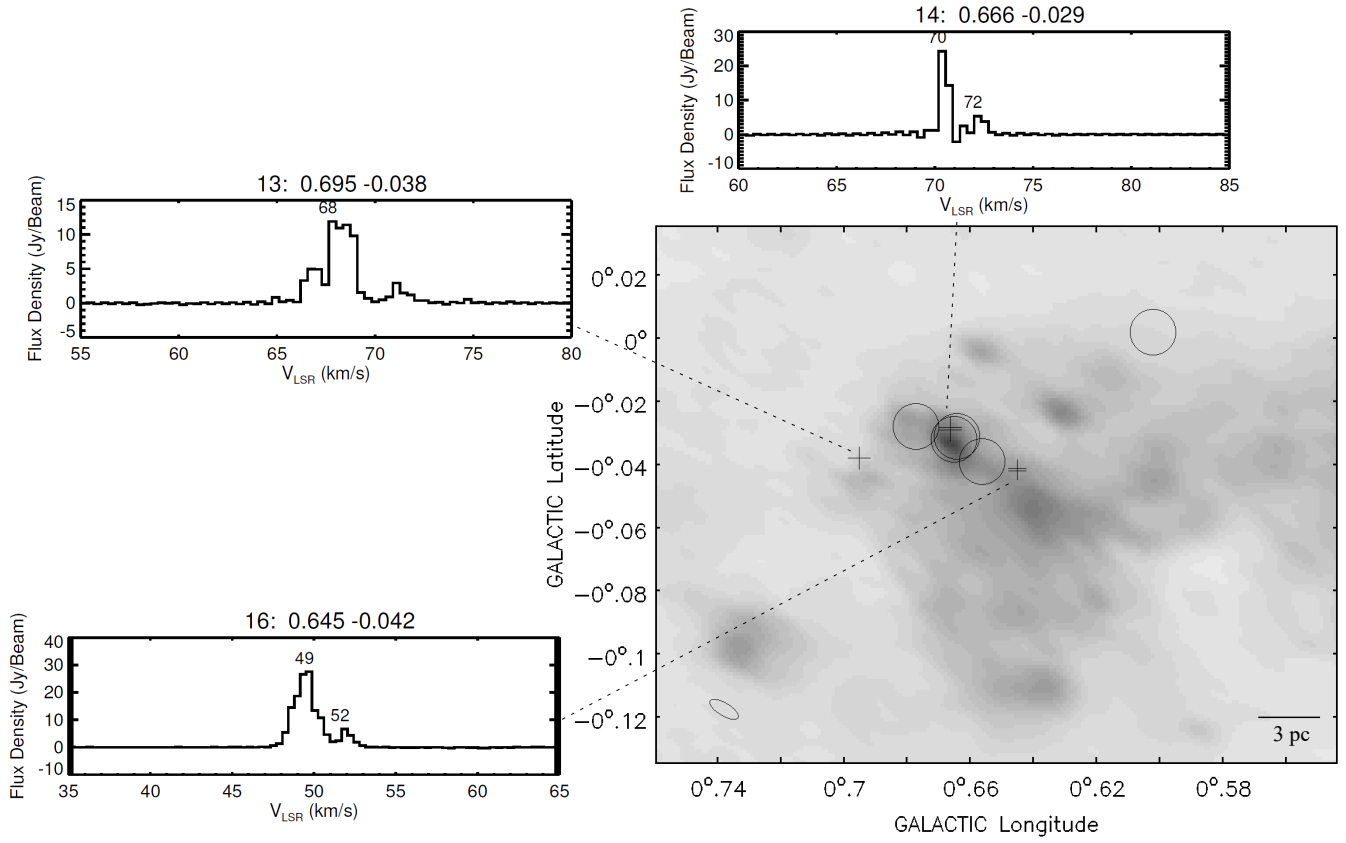 14: 0.666 -0.029
Flux Density (Jy/Beam)
30
20
10
0
-10
70
72
60 65 70 75 80 85
V_LSR (km/s)
13: 0.695 -0.038
Flux Density (Jy/Beam)
15
10
5
0
-5
68
55 60 65 70 75 80
V_LSR (km/s)
16: 0.645 -0.042
Flux Density (Jy/Beam)
40
30
20
10
0
-10
49
52
35 40 45 50 55 60 65
V_LSR (km/s)
GALACTIC Latitude
0°.02
0°
−0°.02
−0°.04
−0°.06
−0°.08
−0°.1
−0°.12
3 pc
0°.74 0°.7 0°.66 0°.62 0°.58
GALACTIC Longitude